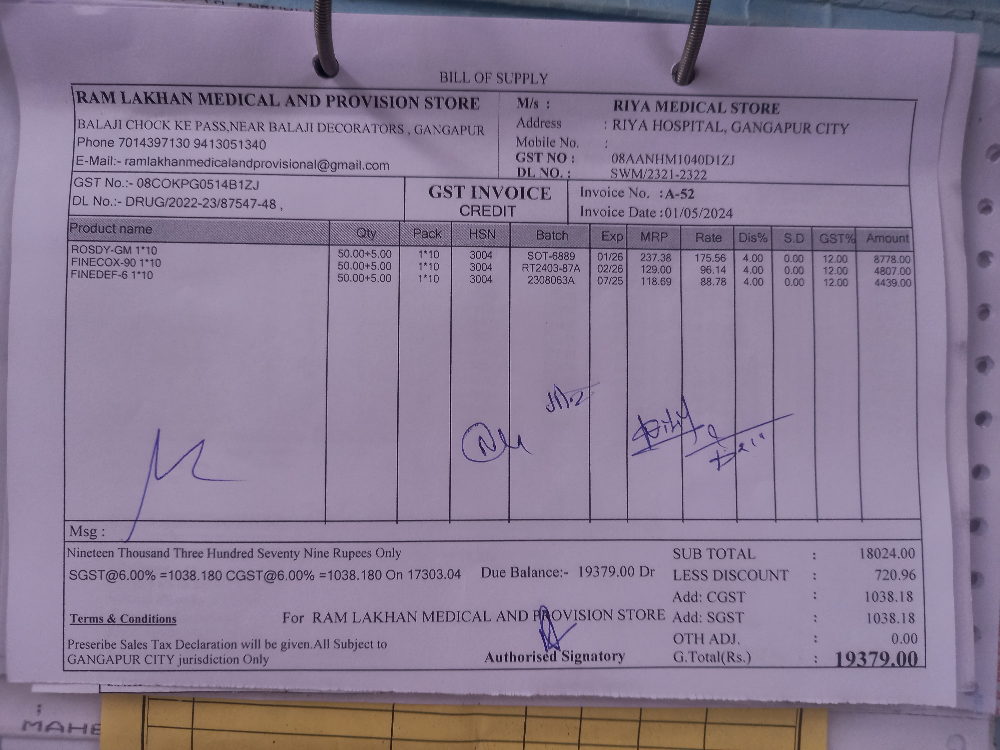 BILL OF SUPPLY
RAM LAKHAN MEDICAL AND PROVISION STORE
BALAJI CHOCK KE PASS,NEAR BALAJI DECORATORS , GANGAPUR
Phone 7014397130 9413051340
E-Mail:- ramlakhanmedicalandprovisional@gmail.com
M/s : RIYA MEDICAL STORE
Address : RIYA HOSPITAL, GANGAPUR CITY
Mobile No. :
GST NO : 08AANHM1040D1ZJ
DL NO. : SWM/2321-2322
GST No.:- 08COKPG0514B1ZJ
DL No.:- DRUG/2022-23/87547-48 ,
GST INVOICE
CREDIT
Invoice No. : A-52
Invoice Date : 01/05/2024
Product name Qty Pack HSN Batch Exp MRP Rate Dis% S.D GST% Amount
ROSDY-GM 1*10 50.00+5.00 1*10 3004 SOT-6889 01/26 237.38 175.56 4.00 0.00 12.00 8778.00
FINECOX-90 1*10 50.00+5.00 1*10 3004 RT2403-87A 02/26 129.00 96.14 4.00 0.00 12.00 4807.00
FINEDEF-6 1*10 50.00+5.00 1*10 3004 2308063A 07/25 118.69 88.78 4.00 0.00 12.00 4439.00
Msg :
Nineteen Thousand Three Hundred Seventy Nine Rupees Only
SGST@6.00% =1038.180 CGST@6.00% =1038.180 On 17303.04 Due Balance:- 19379.00 Dr
SUB TOTAL : 18024.00
LESS DISCOUNT : 720.96
Add: CGST : 1038.18
Add: SGST : 1038.18
OTH ADJ. : 0.00
G.Total(Rs.) : 19379.00
Terms & Conditions
For RAM LAKHAN MEDICAL AND PROVISION STORE
Preseribe Sales Tax Declaration will be given.All Subject to
GANGAPUR CITY jurisdiction Only
Authorised Signatory
MAHE